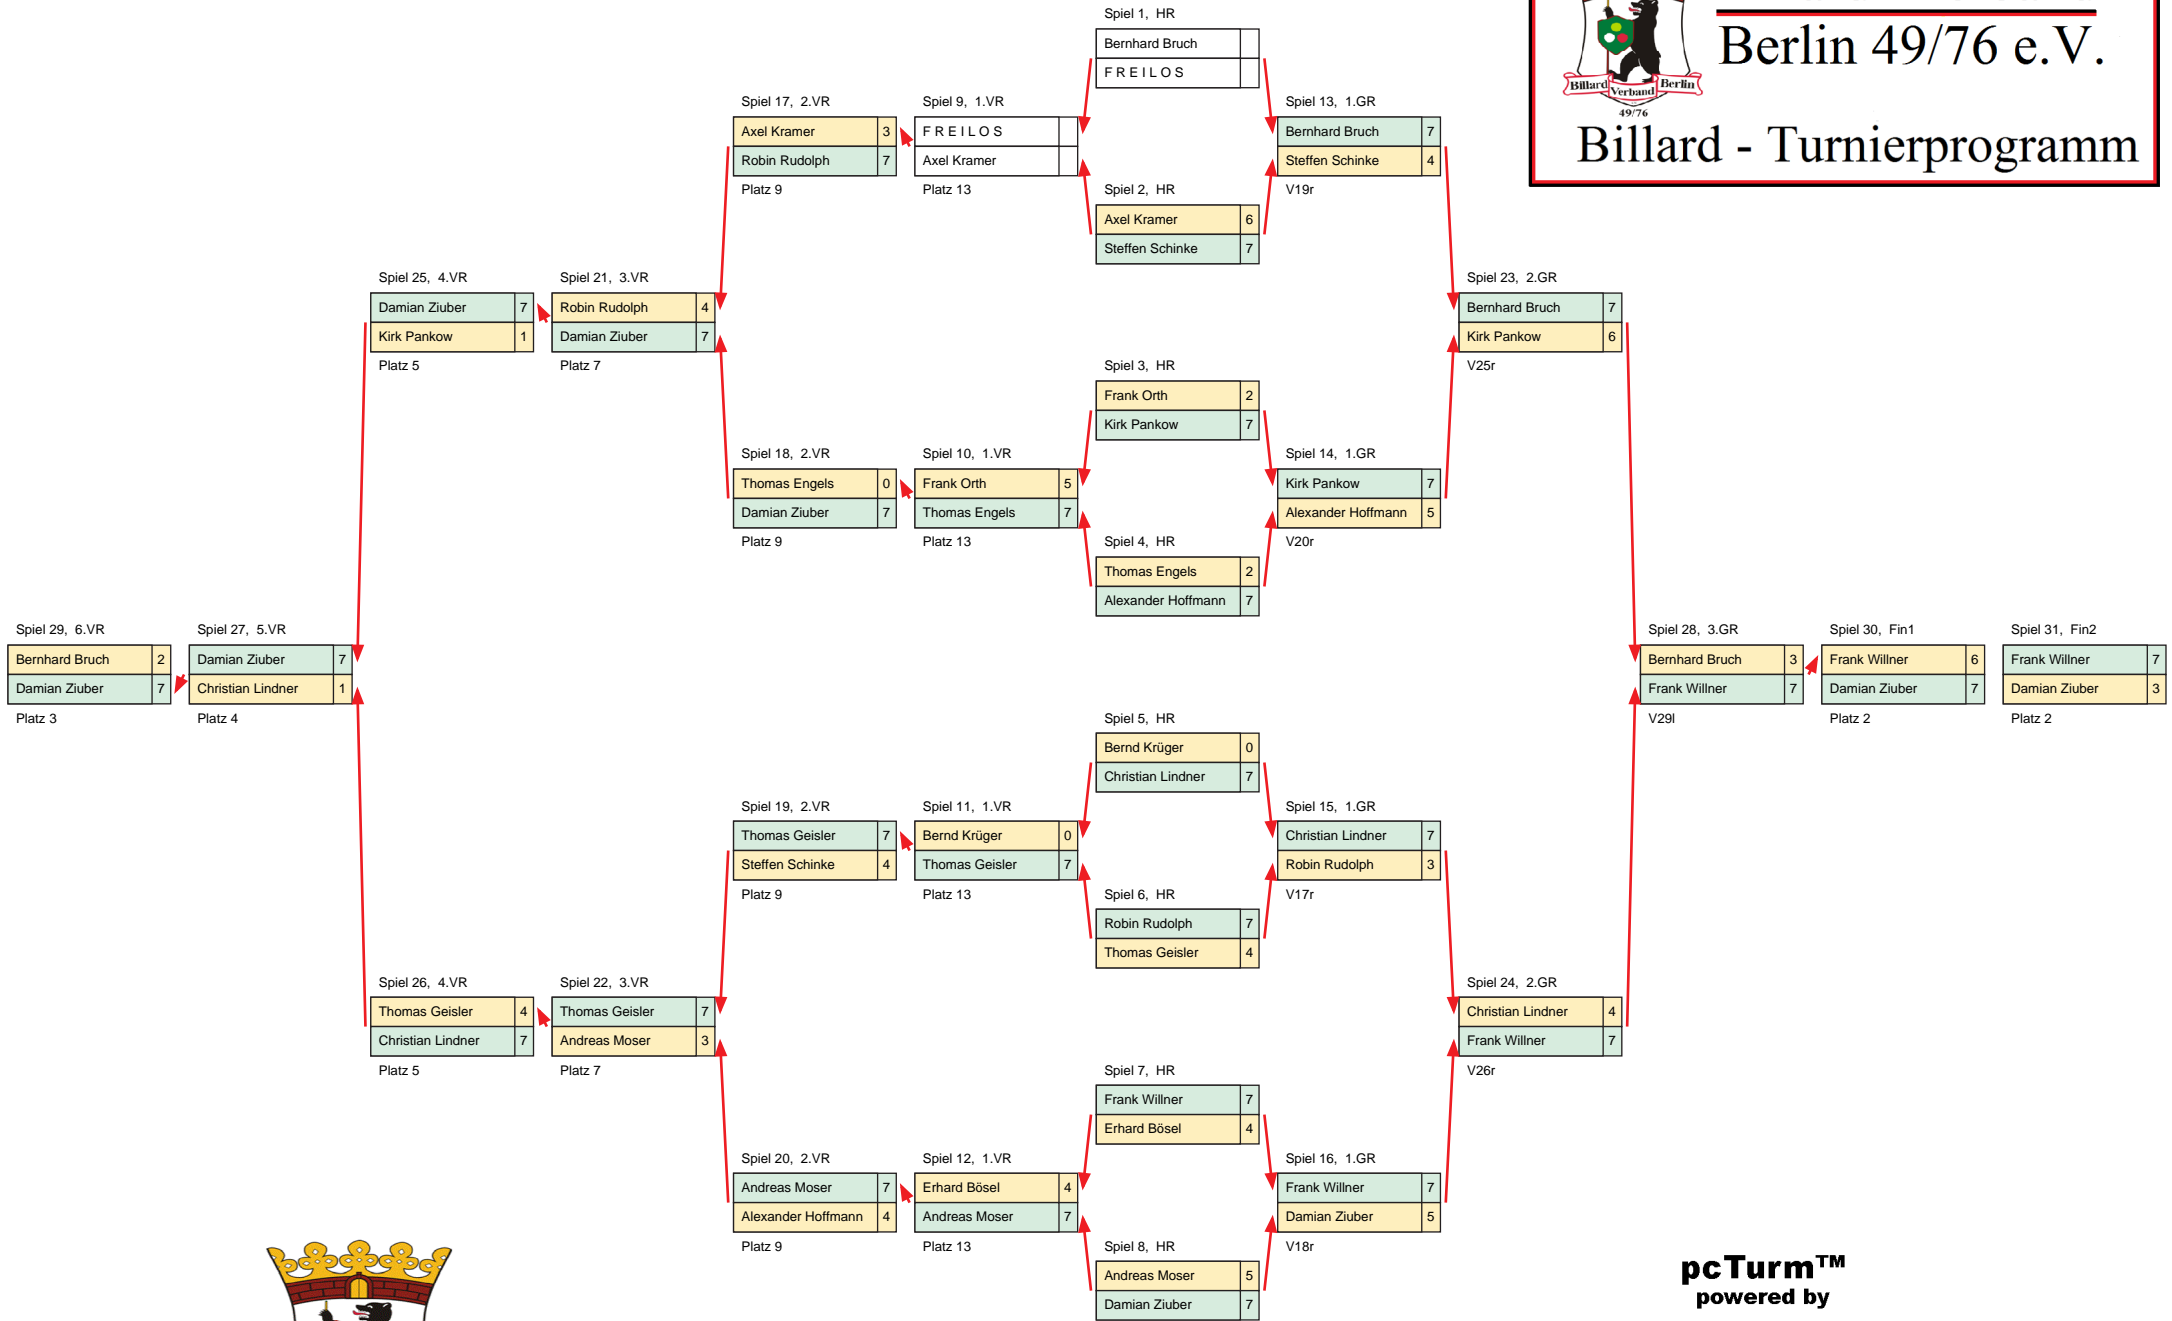 Berlin 49/76 e.V.
Billard Verband Berlin
49/76
Billard - Turnierprogramm
Spiel 1, HR
Bernhard Bruch
F R E I L O S
Spiel 17, 2.VR
Axel Kramer 3
Robin Rudolph 7
Platz 9
Spiel 9, 1.VR
F R E I L O S
Axel Kramer
Platz 13
Spiel 13, 1.GR
Bernhard Bruch 7
Steffen Schinke 4
V19r
Spiel 2, HR
Axel Kramer 6
Steffen Schinke 7
Spiel 25, 4.VR
Damian Ziuber 7
Kirk Pankow 1
Platz 5
Spiel 21, 3.VR
Robin Rudolph 4
Damian Ziuber 7
Platz 7
Spiel 23, 2.GR
Bernhard Bruch 7
Kirk Pankow 6
V25r
Spiel 3, HR
Frank Orth 2
Kirk Pankow 7
Spiel 18, 2.VR
Thomas Engels 0
Damian Ziuber 7
Platz 9
Spiel 10, 1.VR
Frank Orth 5
Thomas Engels 7
Platz 13
Spiel 14, 1.GR
Kirk Pankow 7
Alexander Hoffmann 5
V20r
Spiel 4, HR
Thomas Engels 2
Alexander Hoffmann 7
Spiel 29, 6.VR
Bernhard Bruch 2
Damian Ziuber 7
Platz 3
Spiel 27, 5.VR
Damian Ziuber 7
Christian Lindner 1
Platz 4
Spiel 28, 3.GR
Bernhard Bruch 3
Frank Willner 7
V29l
Spiel 30, Fin1
Frank Willner 6
Damian Ziuber 7
Platz 2
Spiel 31, Fin2
Frank Willner 7
Damian Ziuber 3
Platz 2
Spiel 5, HR
Bernd Krüger 0
Christian Lindner 7
Spiel 19, 2.VR
Thomas Geisler 7
Steffen Schinke 4
Platz 9
Spiel 11, 1.VR
Bernd Krüger 0
Thomas Geisler 7
Platz 13
Spiel 15, 1.GR
Christian Lindner 7
Robin Rudolph 3
V17r
Spiel 6, HR
Robin Rudolph 7
Thomas Geisler 4
Spiel 26, 4.VR
Thomas Geisler 4
Christian Lindner 7
Platz 5
Spiel 22, 3.VR
Thomas Geisler 7
Andreas Moser 3
Platz 7
Spiel 24, 2.GR
Christian Lindner 4
Frank Willner 7
V26r
Spiel 7, HR
Frank Willner 7
Erhard Bösel 4
Spiel 20, 2.VR
Andreas Moser 7
Alexander Hoffmann 4
Platz 9
Spiel 12, 1.VR
Erhard Bösel 4
Andreas Moser 7
Platz 13
Spiel 16, 1.GR
Frank Willner 7
Damian Ziuber 5
V18r
Spiel 8, HR
Andreas Moser 5
Damian Ziuber 7
pcTurm™
powered by